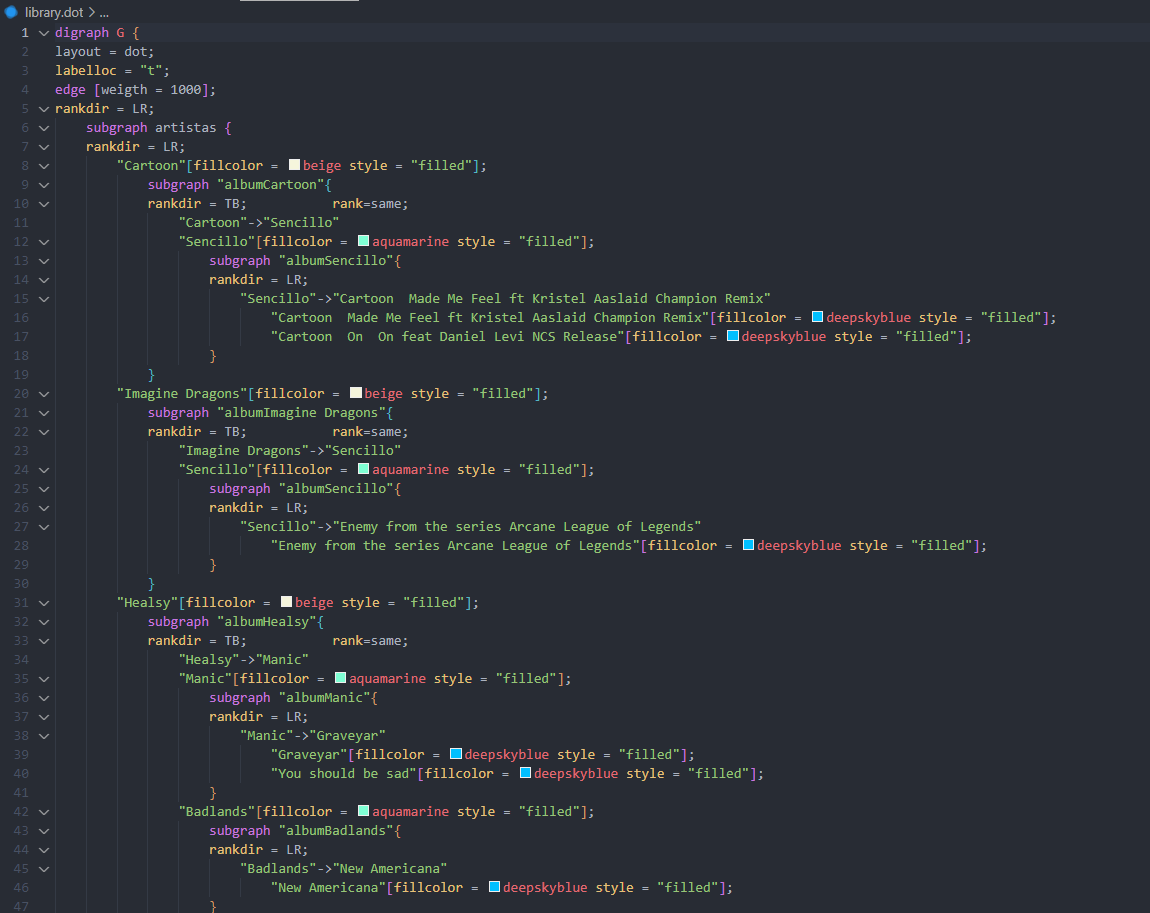 library.dot > ...
1 digraph G {
2 layout = dot;
3 labelloc = "t";
4 edge [weigth = 1000];
5 rankdir = LR;
6 subgraph artistas {
7 rankdir = LR;
8 "Cartoon"[fillcolor = beige style = "filled"];
9 subgraph "albumCartoon"{
10 rankdir = TB; rank=same;
11 "Cartoon"->"Sencillo"
12 "Sencillo"[fillcolor = aquamarine style = "filled"];
13 subgraph "albumSencillo"{
14 rankdir = LR;
15 "Sencillo"->"Cartoon  Made Me Feel ft Kristel Aaslaid Champion Remix"
16 "Cartoon  Made Me Feel ft Kristel Aaslaid Champion Remix"[fillcolor = deepskyblue style = "filled"];
17 "Cartoon  On  On feat Daniel Levi NCS Release"[fillcolor = deepskyblue style = "filled"];
18 }
19 }
20 "Imagine Dragons"[fillcolor = beige style = "filled"];
21 subgraph "albumImagine Dragons"{
22 rankdir = TB; rank=same;
23 "Imagine Dragons"->"Sencillo"
24 "Sencillo"[fillcolor = aquamarine style = "filled"];
25 subgraph "albumSencillo"{
26 rankdir = LR;
27 "Sencillo"->"Enemy from the series Arcane League of Legends"
28 "Enemy from the series Arcane League of Legends"[fillcolor = deepskyblue style = "filled"];
29 }
30 }
31 "Healsy"[fillcolor = beige style = "filled"];
32 subgraph "albumHealsy"{
33 rankdir = TB; rank=same;
34 "Healsy"->"Manic"
35 "Manic"[fillcolor = aquamarine style = "filled"];
36 subgraph "albumManic"{
37 rankdir = LR;
38 "Manic"->"Graveyar"
39 "Graveyar"[fillcolor = deepskyblue style = "filled"];
40 "You should be sad"[fillcolor = deepskyblue style = "filled"];
41 }
42 "Badlands"[fillcolor = aquamarine style = "filled"];
43 subgraph "albumBadlands"{
44 rankdir = LR;
45 "Badlands"->"New Americana"
46 "New Americana"[fillcolor = deepskyblue style = "filled"];
47 }